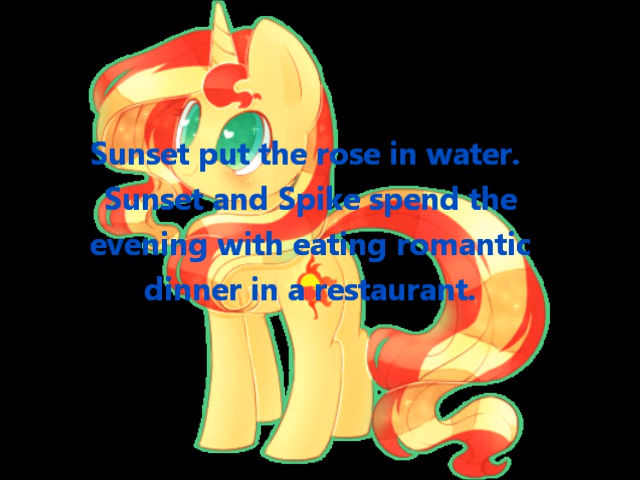 Sunset put the rose in water.
Sunset and Spike spend the
evening with eating romantic
dinner in a restaurant.